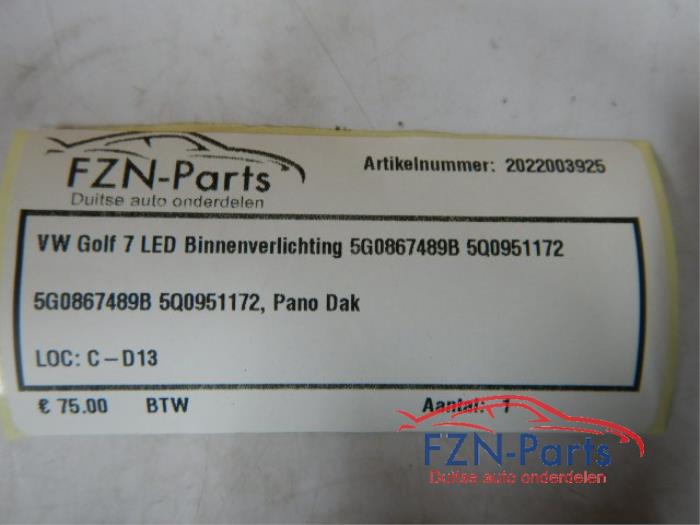 FZN-Parts
Duitse auto onderdelen
Artikelnummer: 2022003925
VW Golf 7 LED Binnenverlichting 5G0867489B 5Q0951172
5G0867489B 5Q0951172, Pano Dak
LOC: C-D13
€ 75.00 BTW Aantal: 1
FZN-Parts
Duitse auto onderdelen